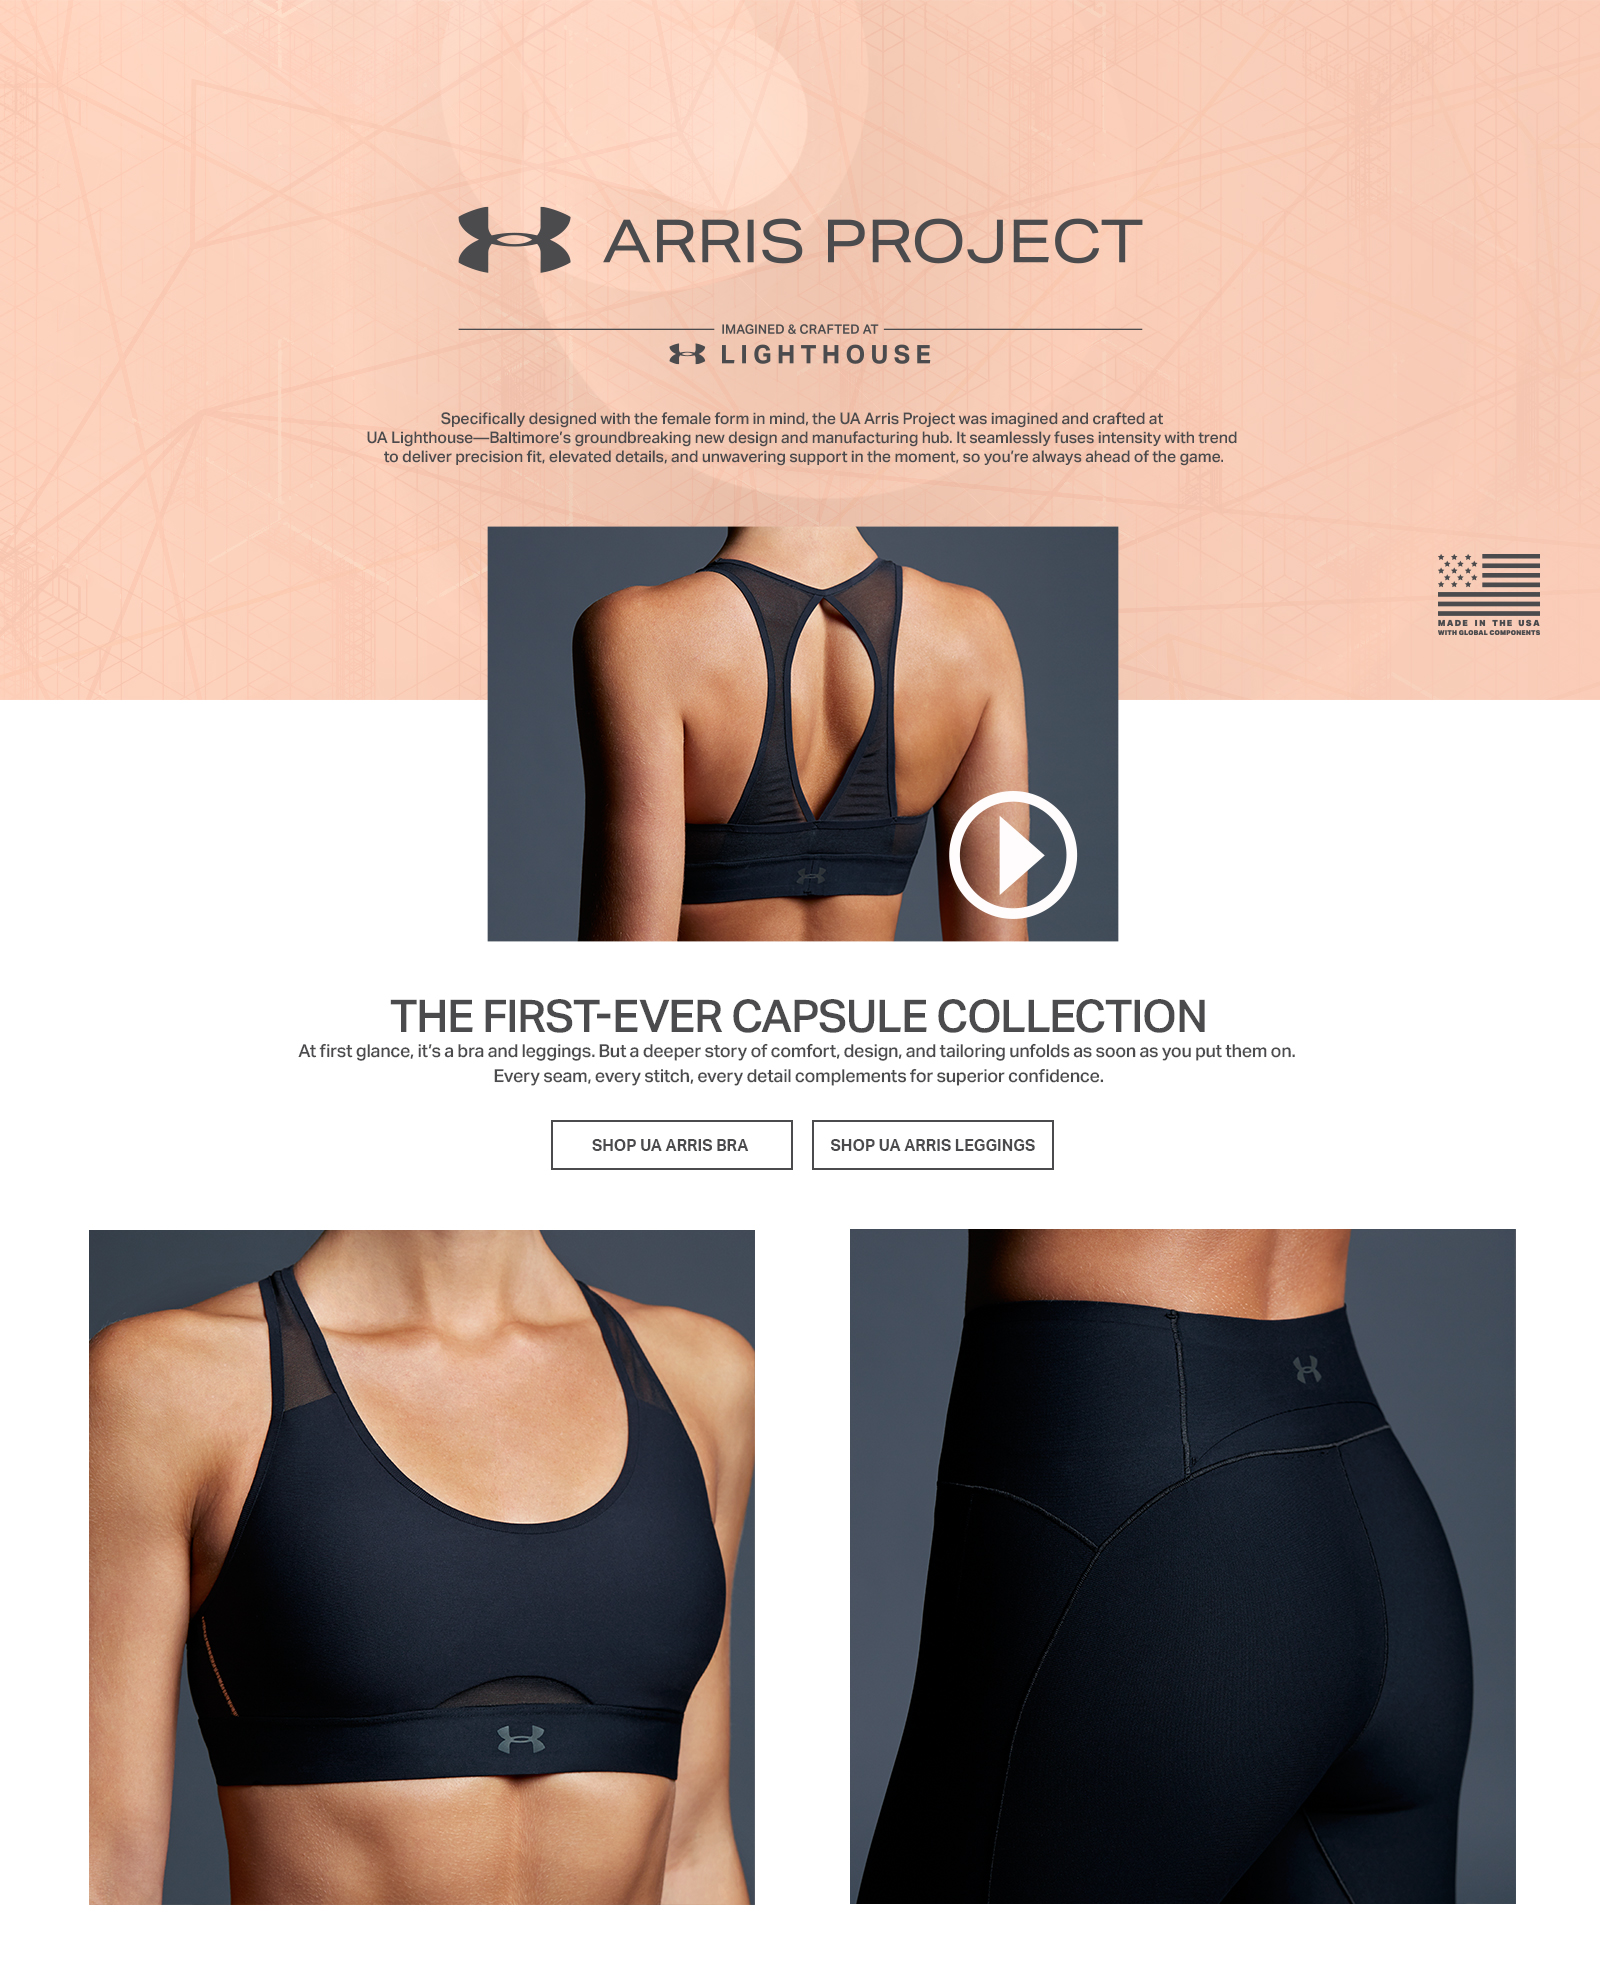 ARRIS PROJECT
IMAGINED & CRAFTED AT
LIGHTHOUSE
Specifically designed with the female form in mind, the UA Arris Project was imagined and crafted at
UA Lighthouse—Baltimore’s groundbreaking new design and manufacturing hub. It seamlessly fuses intensity with trend
to deliver precision fit, elevated details, and unwavering support in the moment, so you’re always ahead of the game.
MADE IN THE USA
WITH GLOBAL COMPONENTS
THE FIRST-EVER CAPSULE COLLECTION
At first glance, it’s a bra and leggings. But a deeper story of comfort, design, and tailoring unfolds as soon as you put them on.
Every seam, every stitch, every detail complements for superior confidence.
SHOP UA ARRIS BRA
SHOP UA ARRIS LEGGINGS